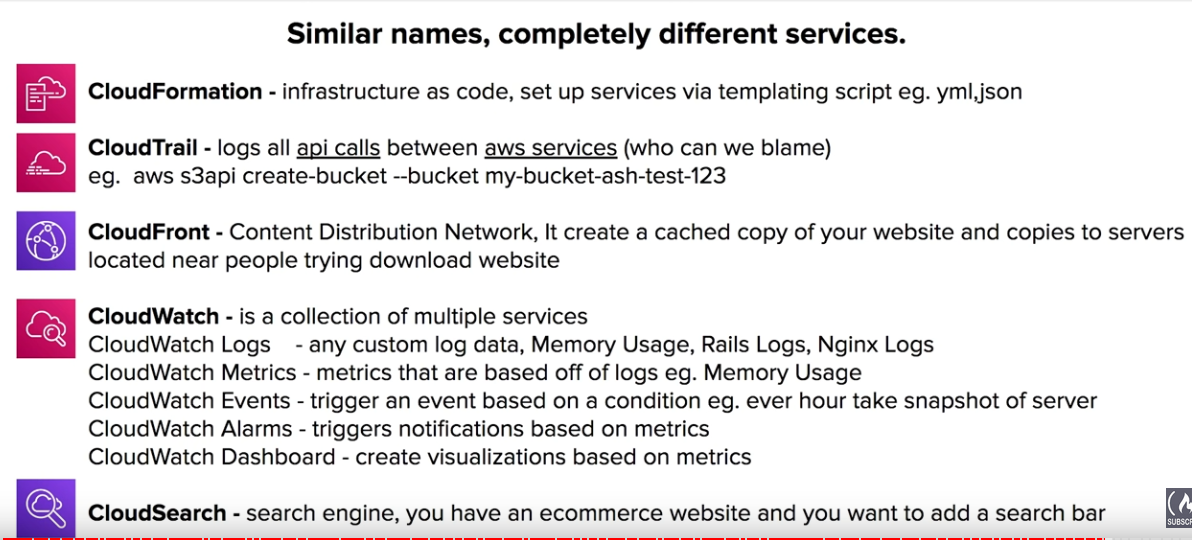 Similar names, completely different services.
CloudFormation - infrastructure as code, set up services via templating script eg. yml,json
CloudTrail - logs all api calls between aws services (who can we blame)
eg. aws s3api create-bucket --bucket my-bucket-ash-test-123
CloudFront - Content Distribution Network, It create a cached copy of your website and copies to servers
located near people trying download website
CloudWatch - is a collection of multiple services
CloudWatch Logs - any custom log data, Memory Usage, Rails Logs, Nginx Logs
CloudWatch Metrics - metrics that are based off of logs eg. Memory Usage
CloudWatch Events - trigger an event based on a condition eg. ever hour take snapshot of server
CloudWatch Alarms - triggers notifications based on metrics
CloudWatch Dashboard - create visualizations based on metrics
CloudSearch - search engine, you have an ecommerce website and you want to add a search bar